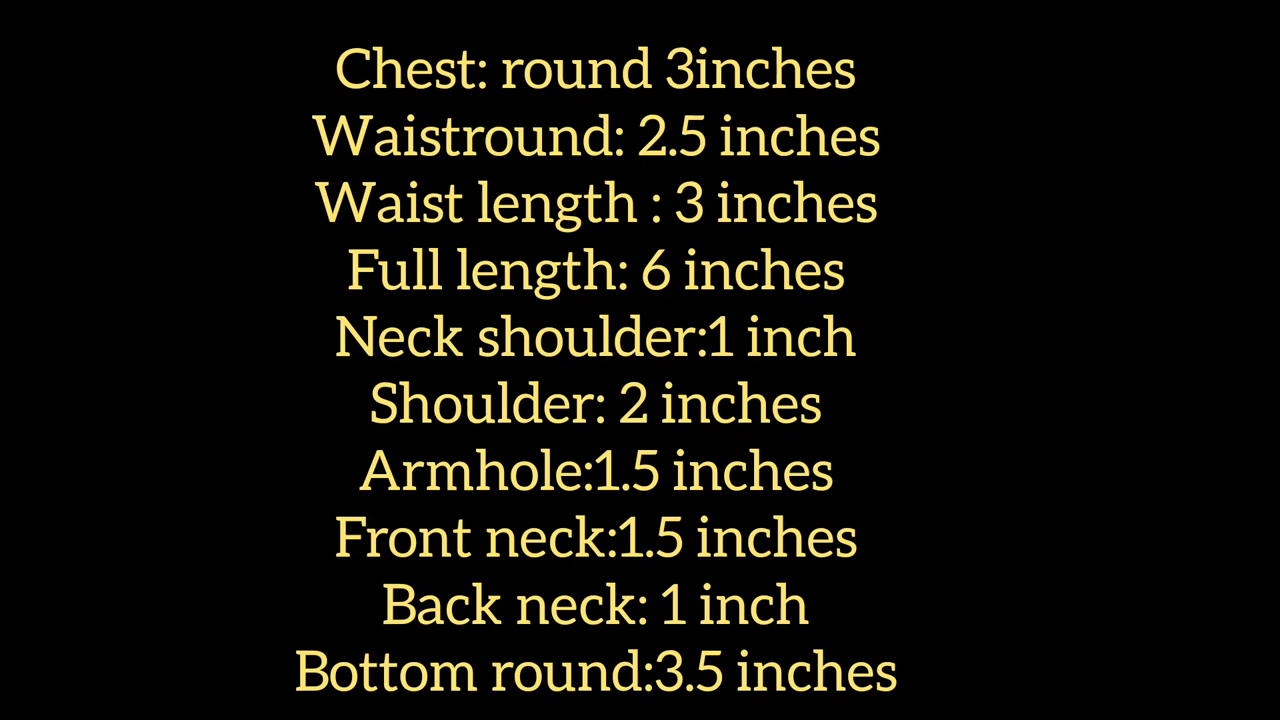 Chest: round 3inches
Waistround: 2.5 inches
Waist length : 3 inches
Full length: 6 inches
Neck shoulder:1 inch
Shoulder: 2 inches
Armhole:1.5 inches
Front neck:1.5 inches
Back neck: 1 inch
Bottom round:3.5 inches